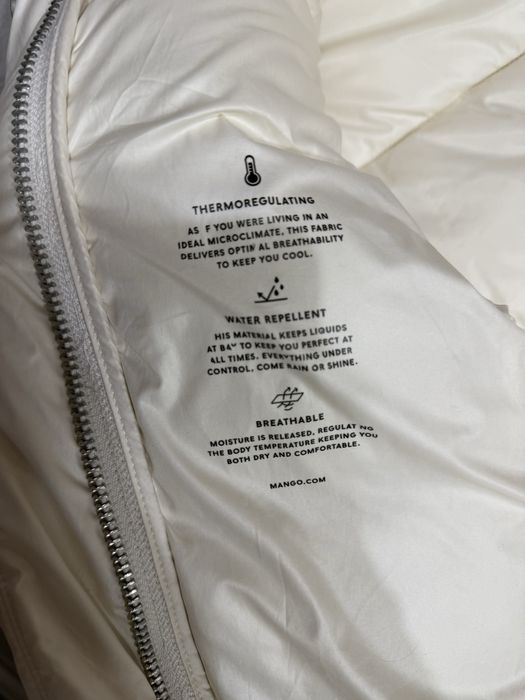 THERMOREGULATING
AS F YOU WERE LIVING IN AN
IDEAL MICROCLIMATE, THIS FABRIC
DELIVERS OPTIMAL BREATHABILITY
TO KEEP YOU COOL.
WATER REPELLENT
HIS MATERIAL KEEPS LIQUIDS
AT BAY TO KEEP YOU PERFECT AT
ALL TIMES. EVERYTHING UNDER
CONTROL, COME RAIN OR SHINE.
BREATHABLE
MOISTURE IS RELEASED, REGULAT NG
THE BODY TEMPERATURE KEEPING YOU
BOTH DRY AND COMFORTABLE.
MANGO.COM